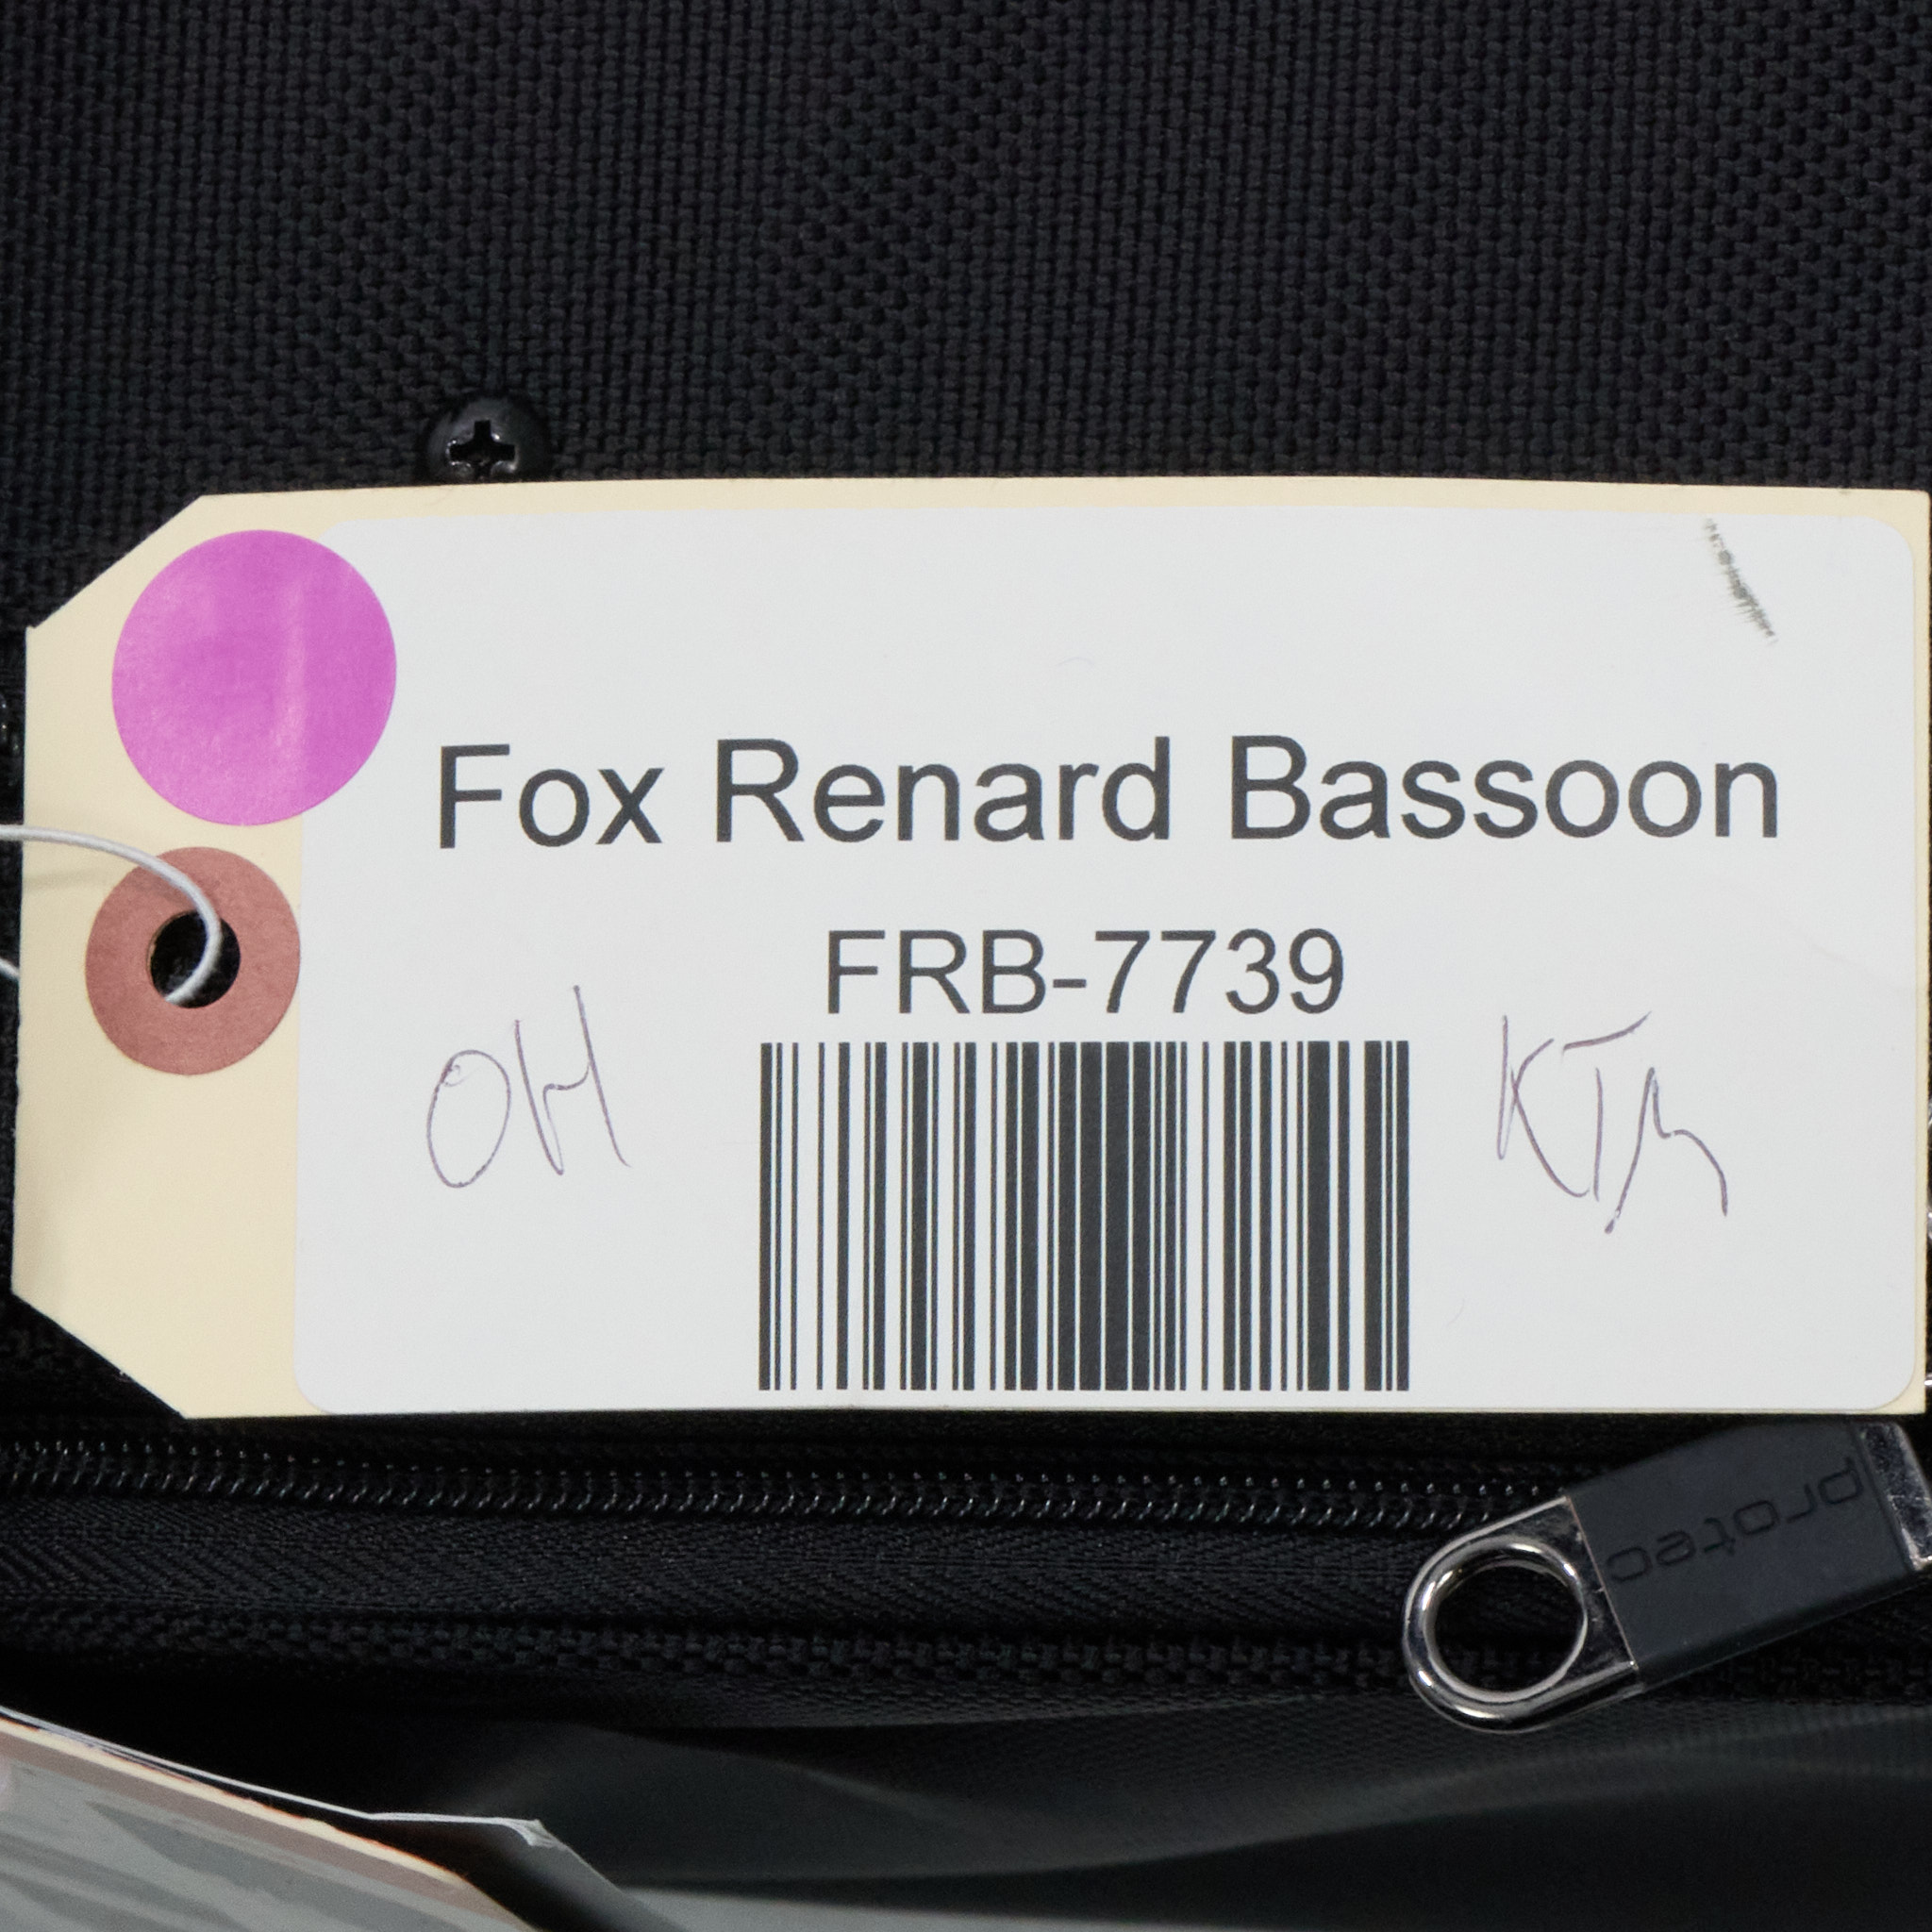 Fox Renard Bassoon
FRB-7739
OH
protec